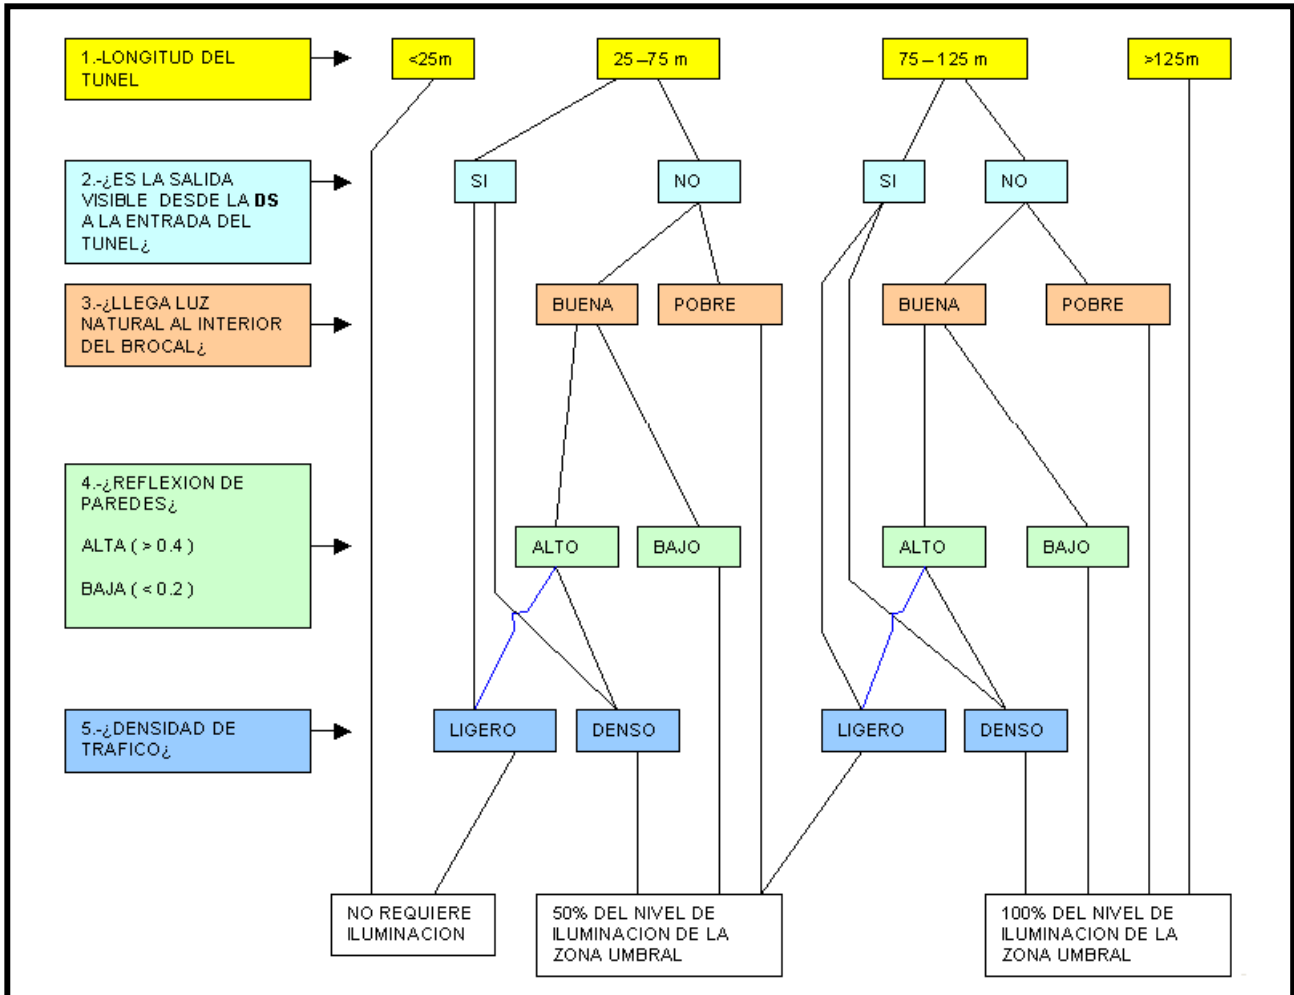 1.-LONGITUD DEL
TUNEL
<25m
25 –75 m
75 – 125 m
>125m
2.-¿ES LA SALIDA
VISIBLE DESDE LA DS
A LA ENTRADA DEL
TUNEL¿
SI
NO
SI
NO
3.-¿LLEGA LUZ
NATURAL AL INTERIOR
DEL BROCAL¿
BUENA
POBRE
BUENA
POBRE
4.-¿REFLEXION DE
PAREDES¿
ALTA ( > 0.4 )
BAJA ( < 0.2 )
ALTO
BAJO
ALTO
BAJO
5.-¿DENSIDAD DE
TRAFICO¿
LIGERO
DENSO
LIGERO
DENSO
NO REQUIERE
ILUMINACION
50% DEL NIVEL DE
ILUMINACION DE LA
ZONA UMBRAL
100% DEL NIVEL DE
ILUMINACION DE LA
ZONA UMBRAL